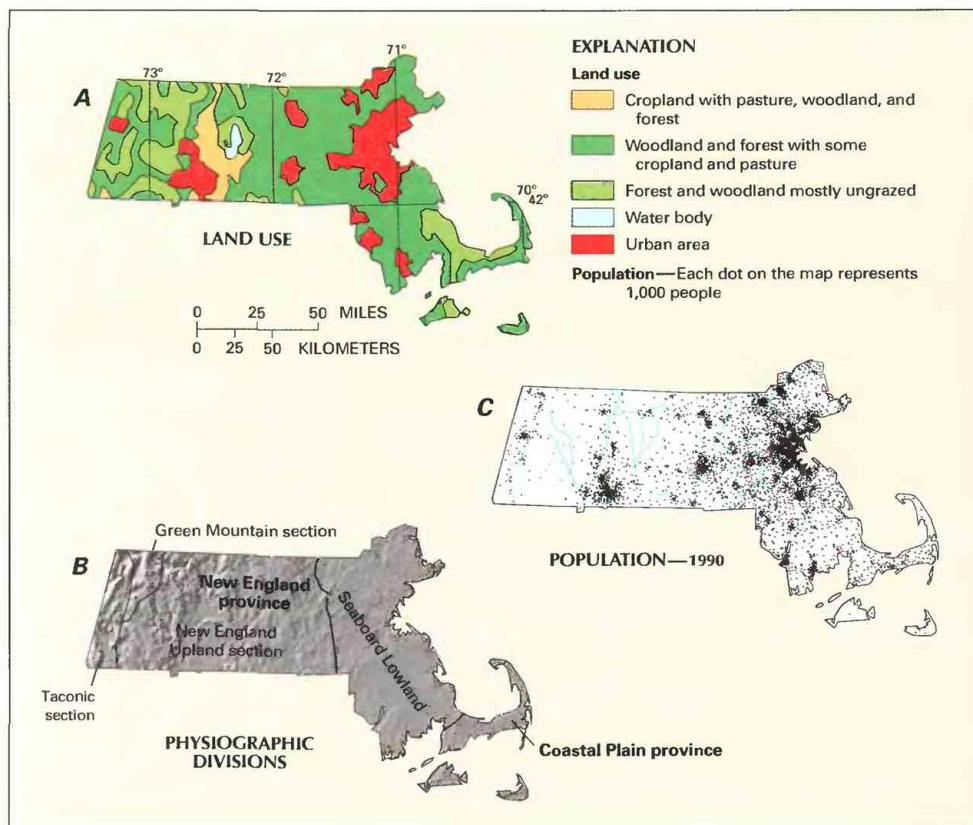 A
73°
72°
71°
70°
42°
LAND USE
0 25 50 MILES
0 25 50 KILOMETERS
EXPLANATION
Land use
Cropland with pasture, woodland, and
forest
Woodland and forest with some
cropland and pasture
Forest and woodland mostly ungrazed
Water body
Urban area
Population—Each dot on the map represents
1,000 people
C
POPULATION—1990
B
Green Mountain section
New England
province
New England
Upland section
Seaboard Lowland
Taconic
section
PHYSIOGRAPHIC
DIVISIONS
Coastal Plain province